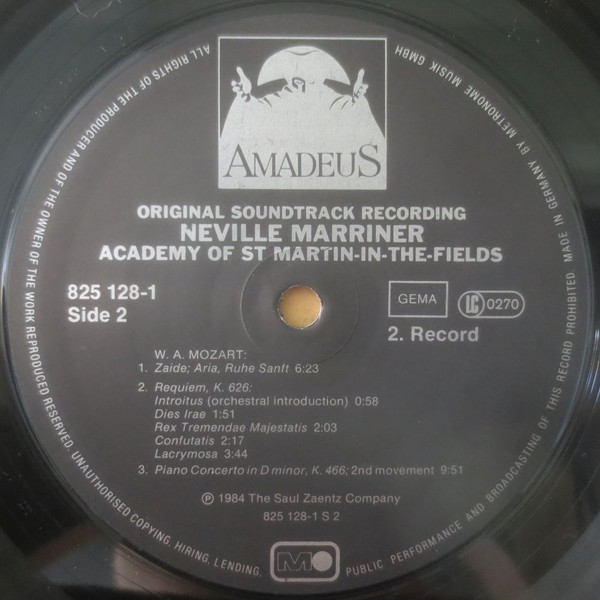 AMADEUS
ORIGINAL SOUNDTRACK RECORDING
NEVILLE MARRINER
ACADEMY OF ST MARTIN-IN-THE-FIELDS
825 128-1
Side 2
GEMA
LC 0270
2. Record
W. A. MOZART:
1. Zaide; Aria, Ruhe Sanft 6:23
2. Requiem, K. 626:
Introitus (orchestral introduction) 0:58
Dies Irae 1:51
Rex Tremendae Majestatis 2:03
Confutatis 2:17
Lacrymosa 3:44
3. Piano Concerto in D minor, K. 466; 2nd movement 9:51
℗ 1984 The Saul Zaentz Company
825 128-1 S 2
ALL RIGHTS OF THE PRODUCER AND OF THE OWNER OF THE WORK REPRODUCED RESERVED. UNAUTHORISED COPYING, HIRING, LENDING, PUBLIC PERFORMANCE AND BROADCASTING OF THIS RECORD PROHIBITED MADE IN GERMANY BY METRONOME MUSIK GMBH
M